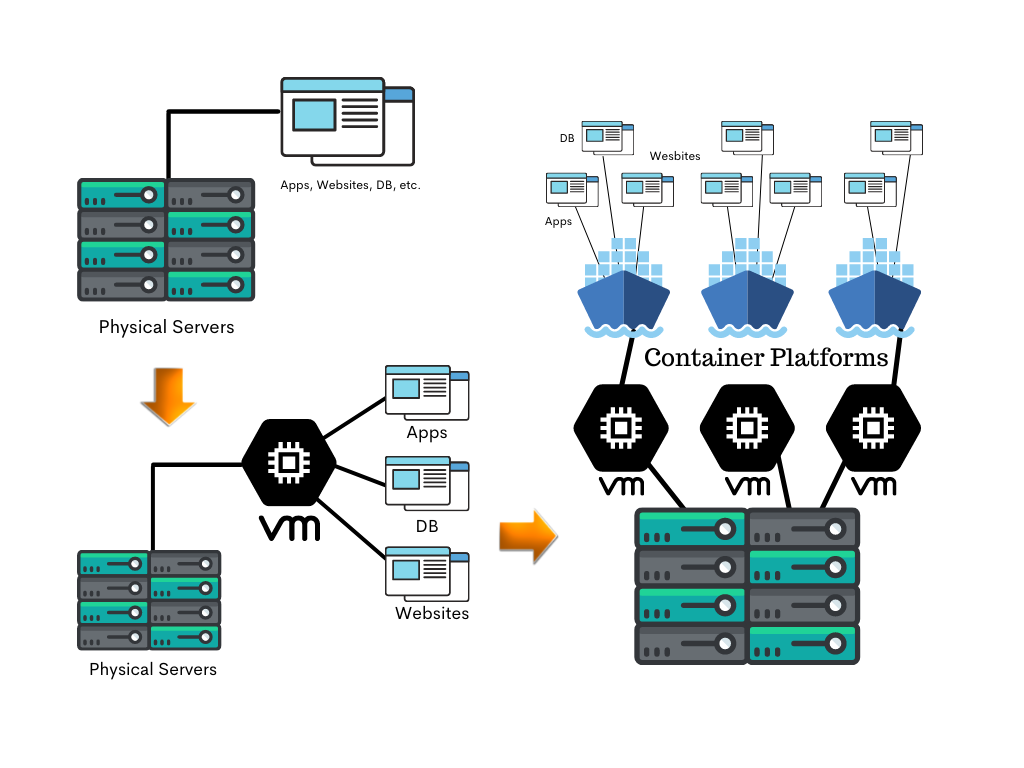 Apps, Websites, DB, etc.
Physical Servers
Apps
DB
Websites
vm
Physical Servers
DB
Wesbites
Apps
Container Platforms
vm
vm
vm